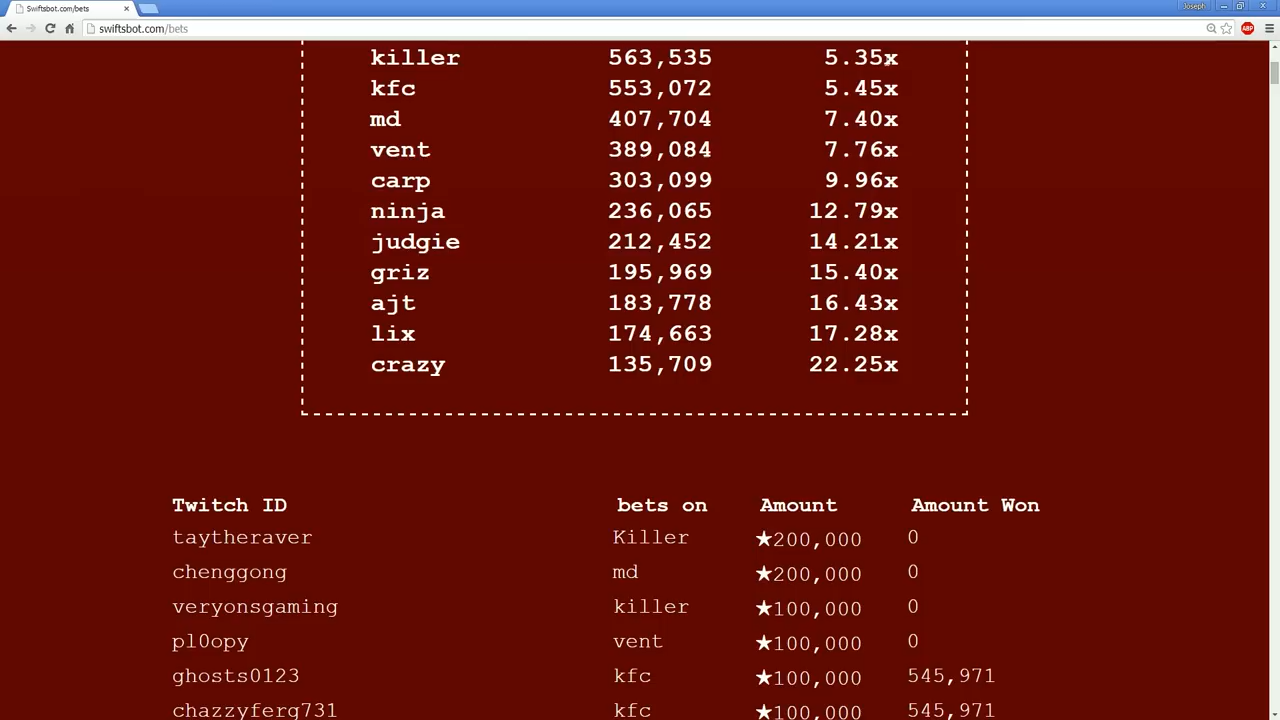 Swiftsbot.com/bets
Joseph
swiftsbot.com/bets
ABP
killer 563,535 5.35x
kfc 553,072 5.45x
md 407,704 7.40x
vent 389,084 7.76x
carp 303,099 9.96x
ninja 236,065 12.79x
judgie 212,452 14.21x
griz 195,969 15.40x
ajt 183,778 16.43x
lix 174,663 17.28x
crazy 135,709 22.25x
Twitch ID bets on Amount Amount Won
taytheraver Killer ★200,000 0
chenggong md ★200,000 0
veryonsgaming killer ★100,000 0
pl0opy vent ★100,000 0
ghosts0123 kfc ★100,000 545,971
chazzyferg731 kfc ★100,000 545,971